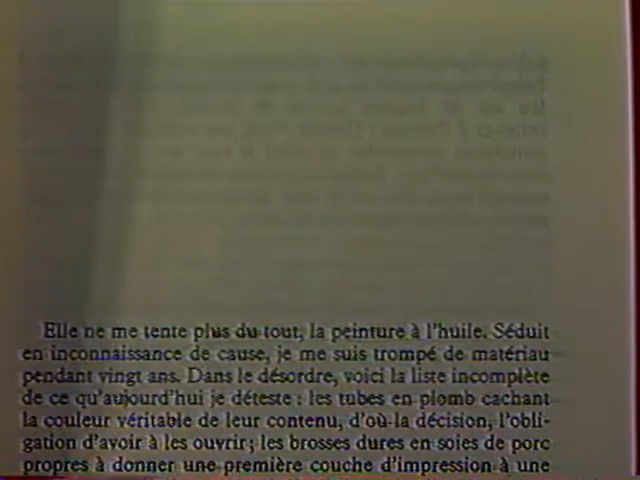 Elle ne me tente plus du tout, la peinture à l'huile. Séduit
en inconnaissance de cause, je me suis trompé de matériau
pendant vingt ans. Dans le désordre, voici la liste incomplète
de ce qu'aujourd'hui je déteste : les tubes en plomb cachant
la couleur véritable de leur contenu, d'où la décision, l'obli-
gation d'avoir à les ouvrir ; les brosses dures en soies de porc
propres à donner une première couche d'impression à une